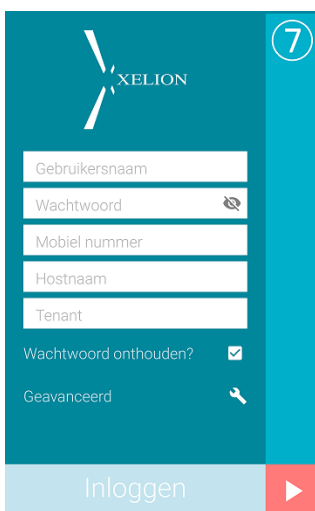 7
XELION
Gebruikersnaam
Wachtwoord
Mobiel nummer
Hostnaam
Tenant
Wachtwoord onthouden?
Geavanceerd
Inloggen